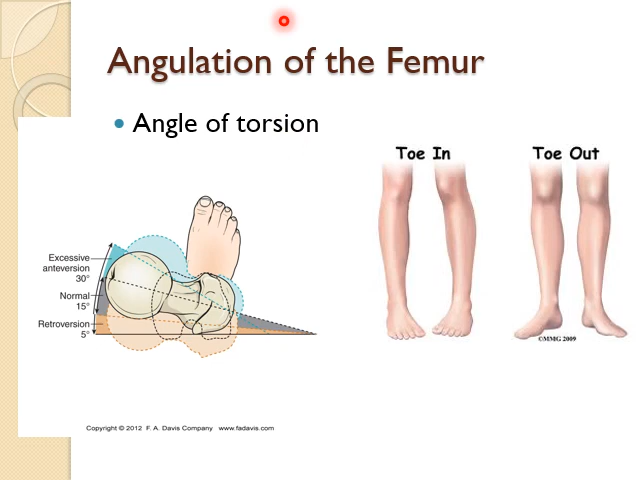 Angulation of the Femur
Angle of torsion
Toe In
Toe Out
Excessive
anteversion
30°
Normal
15°
Retroversion
5°
©MMG 2009
Copyright © 2012 F. A. Davis Company www.fadavis.com